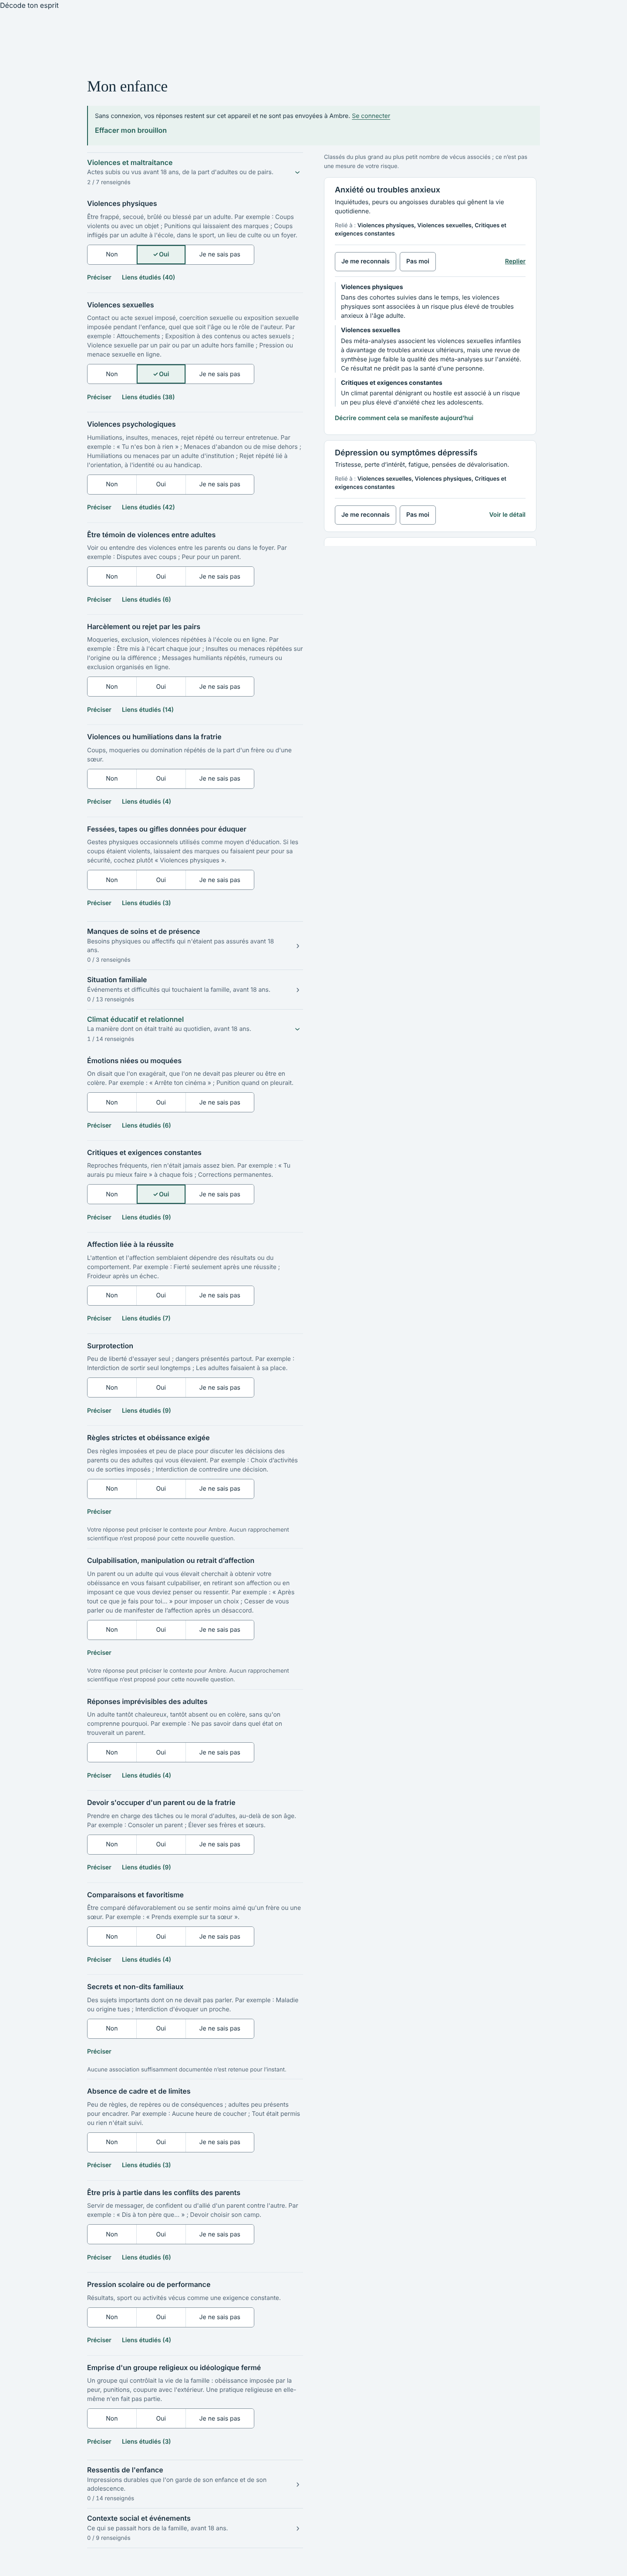 Décode ton esprit
Mon enfance
Sans connexion, vos réponses restent sur cet appareil et ne sont pas envoyées à Ambre. Se connecter
Effacer mon brouillon
Violences et maltraitance
Actes subis ou vus avant 18 ans, de la part d'adultes ou de pairs.
2 / 7 renseignés
Violences physiques
Être frappé, secoué, brûlé ou blessé par un adulte. Par exemple : Coups
violents ou avec un objet ; Punitions qui laissaient des marques ; Coups
infligés par un adulte à l'école, dans le sport, un lieu de culte ou un foyer.
Non
✓ Oui
Je ne sais pas
Préciser
Liens étudiés (40)
Violences sexuelles
Contact ou acte sexuel imposé, coercition sexuelle ou exposition sexuelle
imposée pendant l'enfance, quel que soit l'âge ou le rôle de l'auteur. Par
exemple : Attouchements ; Exposition à des contenus ou actes sexuels ;
Violence sexuelle par un pair ou par un adulte hors famille ; Pression ou
menace sexuelle en ligne.
Non
✓ Oui
Je ne sais pas
Préciser
Liens étudiés (38)
Violences psychologiques
Humiliations, insultes, menaces, rejet répété ou terreur entretenue. Par
exemple : « Tu n'es bon à rien » ; Menaces d'abandon ou de mise dehors ;
Humiliations ou menaces par un adulte d'institution ; Rejet répété lié à
l'orientation, à l'identité ou au handicap.
Non
Oui
Je ne sais pas
Préciser
Liens étudiés (42)
Être témoin de violences entre adultes
Voir ou entendre des violences entre les parents ou dans le foyer. Par
exemple : Disputes avec coups ; Peur pour un parent.
Non
Oui
Je ne sais pas
Préciser
Liens étudiés (6)
Harcèlement ou rejet par les pairs
Moqueries, exclusion, violences répétées à l'école ou en ligne. Par
exemple : Être mis à l'écart chaque jour ; Insultes ou menaces répétées sur
l'origine ou la différence ; Messages humiliants répétés, rumeurs ou
exclusion organisés en ligne.
Non
Oui
Je ne sais pas
Préciser
Liens étudiés (14)
Violences ou humiliations dans la fratrie
Coups, moqueries ou domination répétés de la part d'un frère ou d'une
sœur.
Non
Oui
Je ne sais pas
Préciser
Liens étudiés (4)
Fessées, tapes ou gifles données pour éduquer
Gestes physiques occasionnels utilisés comme moyen d'éducation. Si les
coups étaient violents, laissaient des marques ou faisaient peur pour sa
sécurité, cochez plutôt « Violences physiques ».
Non
Oui
Je ne sais pas
Préciser
Liens étudiés (3)
Manques de soins et de présence
Besoins physiques ou affectifs qui n'étaient pas assurés avant 18
ans.
0 / 3 renseignés
Situation familiale
Événements et difficultés qui touchaient la famille, avant 18 ans.
0 / 13 renseignés
Climat éducatif et relationnel
La manière dont on était traité au quotidien, avant 18 ans.
1 / 14 renseignés
Émotions niées ou moquées
On disait que l'on exagérait, que l'on ne devait pas pleurer ou être en
colère. Par exemple : « Arrête ton cinéma » ; Punition quand on pleurait.
Non
Oui
Je ne sais pas
Préciser
Liens étudiés (6)
Critiques et exigences constantes
Reproches fréquents, rien n'était jamais assez bien. Par exemple : « Tu
aurais pu mieux faire » à chaque fois ; Corrections permanentes.
Non
✓ Oui
Je ne sais pas
Préciser
Liens étudiés (9)
Affection liée à la réussite
L'attention et l'affection semblaient dépendre des résultats ou du
comportement. Par exemple : Fierté seulement après une réussite ;
Froideur après un échec.
Non
Oui
Je ne sais pas
Préciser
Liens étudiés (7)
Surprotection
Peu de liberté d'essayer seul ; dangers présentés partout. Par exemple :
Interdiction de sortir seul longtemps ; Les adultes faisaient à sa place.
Non
Oui
Je ne sais pas
Préciser
Liens étudiés (9)
Règles strictes et obéissance exigée
Des règles imposées et peu de place pour discuter les décisions des
parents ou des adultes qui vous élevaient. Par exemple : Choix d'activités
ou de sorties imposés ; Interdiction de contredire une décision.
Non
Oui
Je ne sais pas
Préciser
Votre réponse peut préciser le contexte pour Ambre. Aucun rapprochement
scientifique n'est proposé pour cette nouvelle question.
Culpabilisation, manipulation ou retrait d'affection
Un parent ou un adulte qui vous élevait cherchait à obtenir votre
obéissance en vous faisant culpabiliser, en retirant son affection ou en
imposant ce que vous deviez penser ou ressentir. Par exemple : « Après
tout ce que je fais pour toi… » pour imposer un choix ; Cesser de vous
parler ou de manifester de l'affection après un désaccord.
Non
Oui
Je ne sais pas
Préciser
Votre réponse peut préciser le contexte pour Ambre. Aucun rapprochement
scientifique n'est proposé pour cette nouvelle question.
Réponses imprévisibles des adultes
Un adulte tantôt chaleureux, tantôt absent ou en colère, sans qu'on
comprenne pourquoi. Par exemple : Ne pas savoir dans quel état on
trouverait un parent.
Non
Oui
Je ne sais pas
Préciser
Liens étudiés (4)
Devoir s'occuper d'un parent ou de la fratrie
Prendre en charge des tâches ou le moral d'adultes, au-delà de son âge.
Par exemple : Consoler un parent ; Élever ses frères et sœurs.
Non
Oui
Je ne sais pas
Préciser
Liens étudiés (9)
Comparaisons et favoritisme
Être comparé défavorablement ou se sentir moins aimé qu'un frère ou une
sœur. Par exemple : « Prends exemple sur ta sœur ».
Non
Oui
Je ne sais pas
Préciser
Liens étudiés (4)
Secrets et non-dits familiaux
Des sujets importants dont on ne devait pas parler. Par exemple : Maladie
ou origine tues ; Interdiction d'évoquer un proche.
Non
Oui
Je ne sais pas
Préciser
Aucune association suffisamment documentée n'est retenue pour l'instant.
Absence de cadre et de limites
Peu de règles, de repères ou de conséquences ; adultes peu présents
pour encadrer. Par exemple : Aucune heure de coucher ; Tout était permis
ou rien n'était suivi.
Non
Oui
Je ne sais pas
Préciser
Liens étudiés (3)
Être pris à partie dans les conflits des parents
Servir de messager, de confident ou d'allié d'un parent contre l'autre. Par
exemple : « Dis à ton père que… » ; Devoir choisir son camp.
Non
Oui
Je ne sais pas
Préciser
Liens étudiés (6)
Pression scolaire ou de performance
Résultats, sport ou activités vécus comme une exigence constante.
Non
Oui
Je ne sais pas
Préciser
Liens étudiés (4)
Emprise d'un groupe religieux ou idéologique fermé
Un groupe qui contrôlait la vie de la famille : obéissance imposée par la
peur, punitions, coupure avec l'extérieur. Une pratique religieuse en elle-
même n'en fait pas partie.
Non
Oui
Je ne sais pas
Préciser
Liens étudiés (3)
Ressentis de l'enfance
Impressions durables que l'on garde de son enfance et de son
adolescence.
0 / 14 renseignés
Contexte social et événements
Ce qui se passait hors de la famille, avant 18 ans.
0 / 9 renseignés
Classés du plus grand au plus petit nombre de vécus associés ; ce n'est pas
une mesure de votre risque.
Anxiété ou troubles anxieux
Inquiétudes, peurs ou angoisses durables qui gênent la vie
quotidienne.
Relié à : Violences physiques, Violences sexuelles, Critiques et
exigences constantes
Je me reconnais
Pas moi
Replier
Violences physiques
Dans des cohortes suivies dans le temps, les violences
physiques sont associées à un risque plus élevé de troubles
anxieux à l'âge adulte.
Violences sexuelles
Des méta-analyses associent les violences sexuelles infantiles
à davantage de troubles anxieux ultérieurs, mais une revue de
synthèse juge faible la qualité des méta-analyses sur l'anxiété.
Ce résultat ne prédit pas la santé d'une personne.
Critiques et exigences constantes
Un climat parental dénigrant ou hostile est associé à un risque
un peu plus élevé d'anxiété chez les adolescents.
Décrire comment cela se manifeste aujourd'hui
Dépression ou symptômes dépressifs
Tristesse, perte d'intérêt, fatigue, pensées de dévalorisation.
Relié à : Violences sexuelles, Violences physiques, Critiques et
exigences constantes
Je me reconnais
Pas moi
Voir le détail